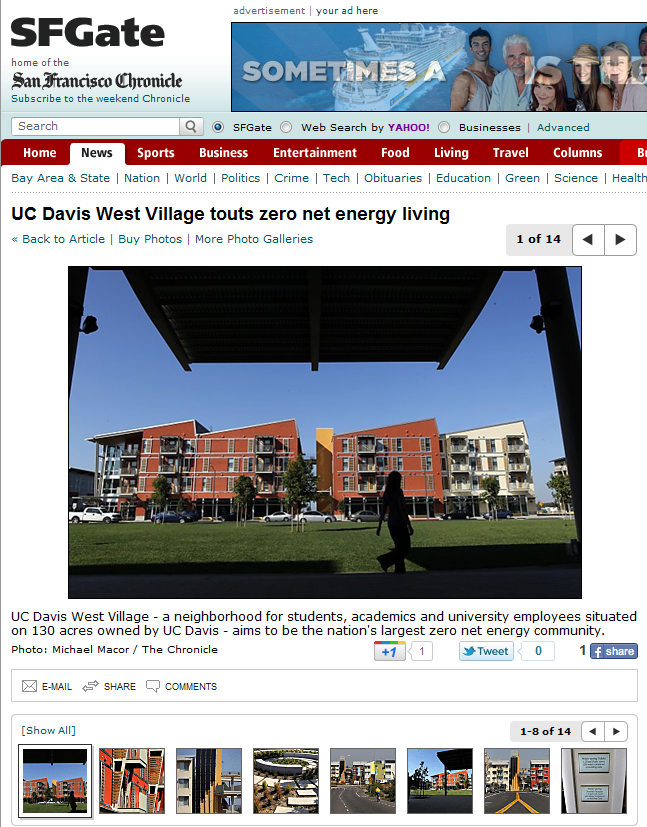 advertisement | your ad here
SFGate
home of the
San Francisco Chronicle
Subscribe to the weekend Chronicle
SOMETIMES A
Search
SFGate
Web Search by YAHOO!
Businesses | Advanced
Home
News
Sports
Business
Entertainment
Food
Living
Travel
Columns
Bay Area & State | Nation | World | Politics | Crime | Tech | Obituaries | Education | Green | Science | Health
UC Davis West Village touts zero net energy living
« Back to Article | Buy Photos | More Photo Galleries
1 of 14
UC Davis West Village - a neighborhood for students, academics and university employees situated
on 130 acres owned by UC Davis - aims to be the nation's largest zero net energy community.
Photo: Michael Macor / The Chronicle
+1
1
Tweet
0
1
f share
E-MAIL
SHARE
COMMENTS
[Show All]
1-8 of 14